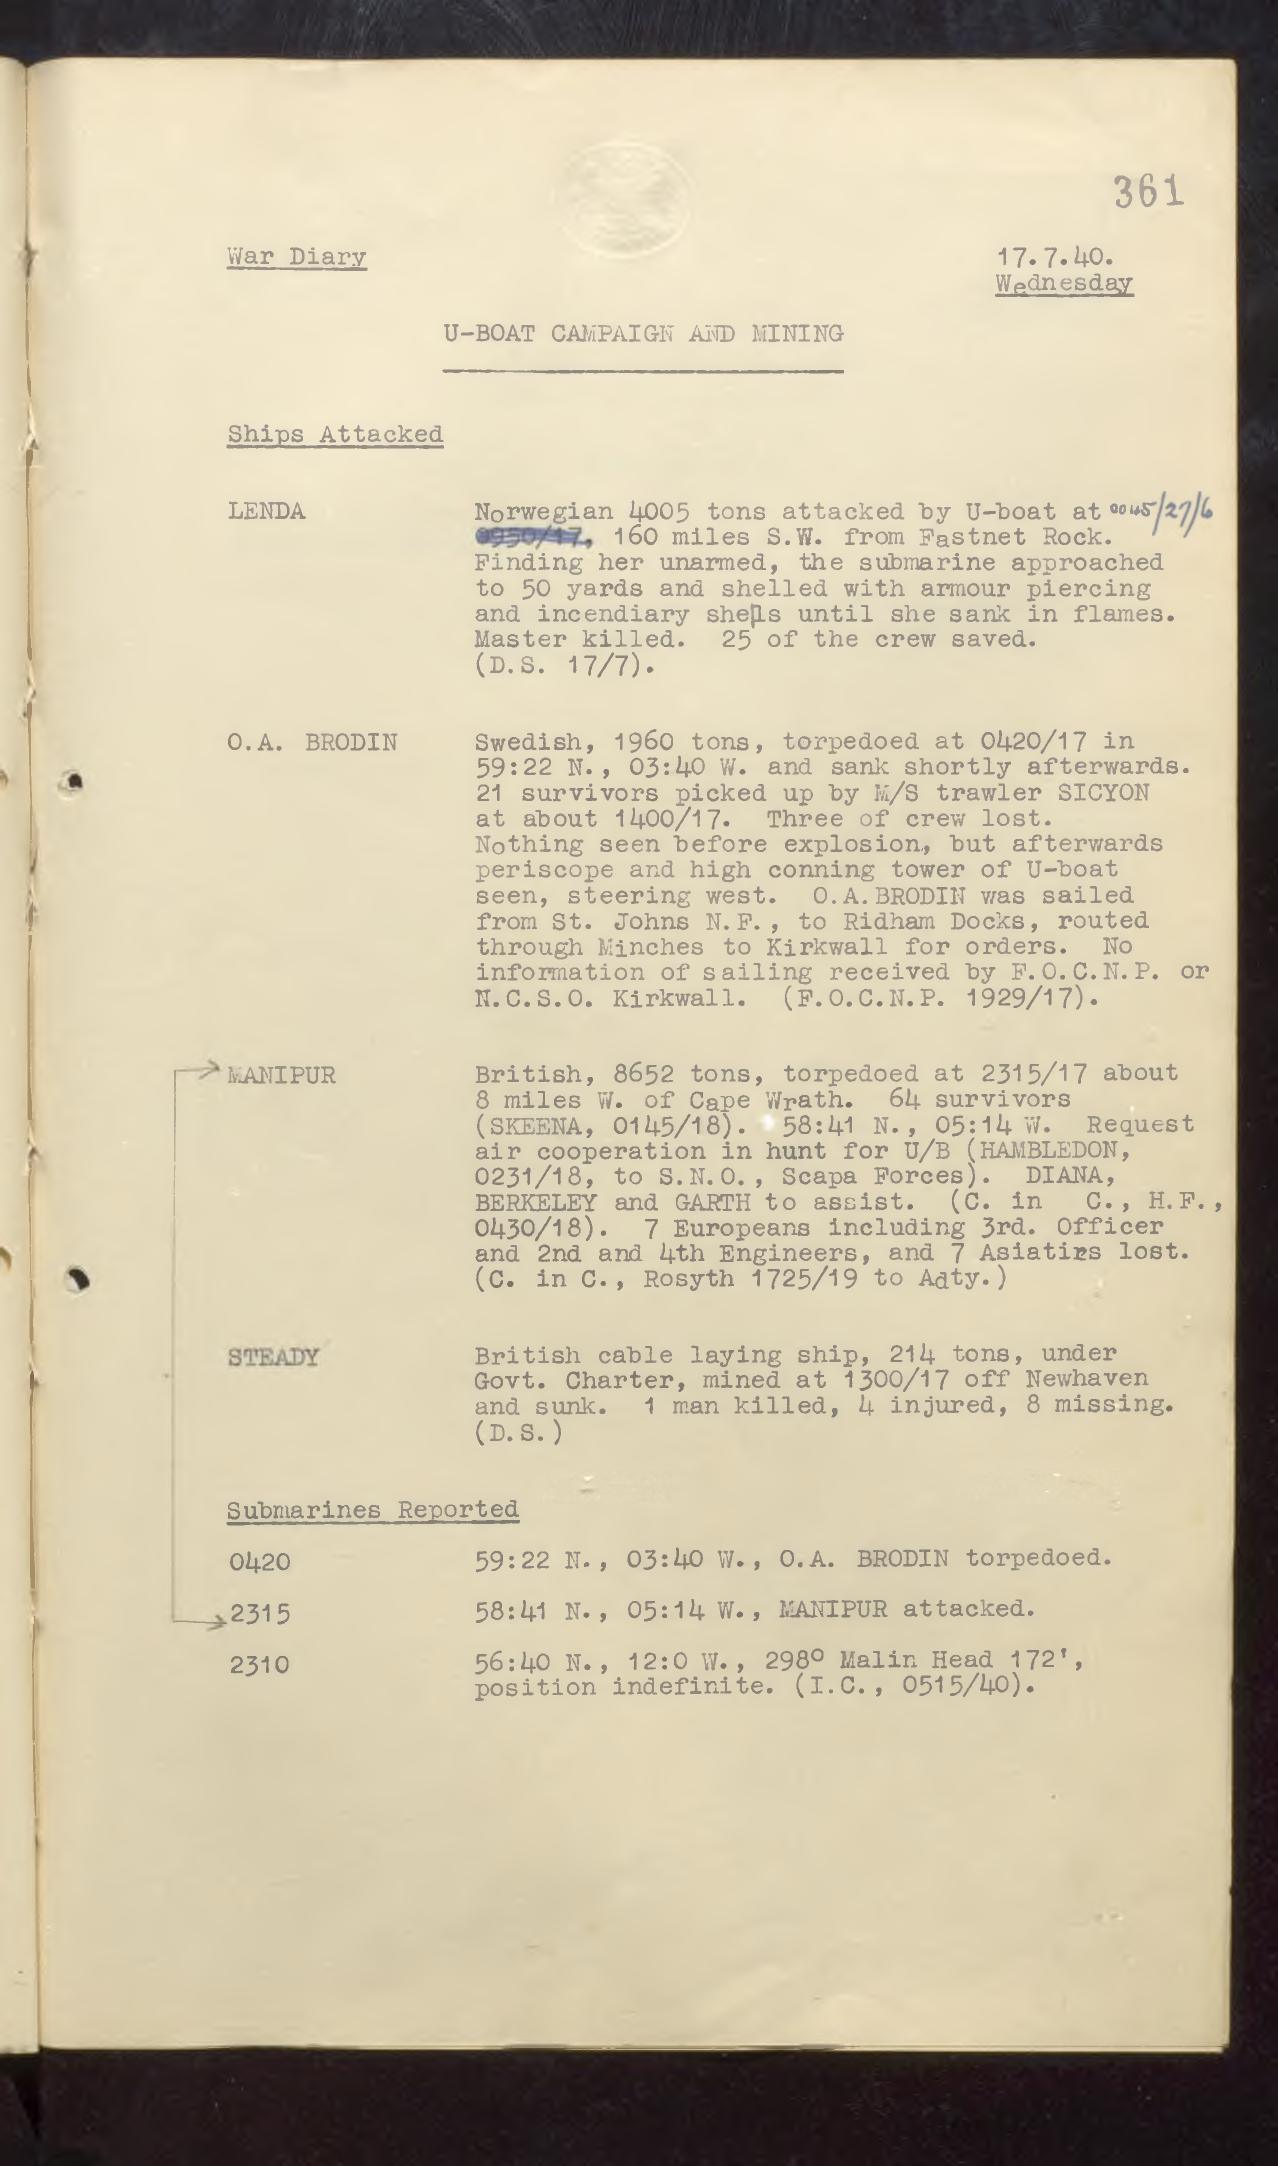 361
War Diary
17.7.40.
Wednesday
U-BOAT CAMPAIGN AND MINING
Ships Attacked
LENDA
Norwegian 4005 tons attacked by U-boat at 0045/27/6
0950/17, 160 miles S.W. from Fastnet Rock.
Finding her unarmed, the submarine approached
to 50 yards and shelled with armour piercing
and incendiary shells until she sank in flames.
Master killed. 25 of the crew saved.
(D.S. 17/7).
O.A. BRODIN
Swedish, 1960 tons, torpedoed at 0420/17 in
59:22 N., 03:40 W. and sank shortly afterwards.
21 survivors picked up by M/S trawler SICYON
at about 1400/17. Three of crew lost.
Nothing seen before explosion, but afterwards
periscope and high conning tower of U-boat
seen, steering west. O.A.BRODIN was sailed
from St. Johns N.F., to Ridham Docks, routed
through Minches to Kirkwall for orders. No
information of sailing received by F.O.C.N.P. or
N.C.S.O. Kirkwall. (F.O.C.N.P. 1929/17).
MANIPUR
British, 8652 tons, torpedoed at 2315/17 about
8 miles W. of Cape Wrath. 64 survivors
(SKEENA, 0145/18). 58:41 N., 05:14 W. Request
air cooperation in hunt for U/B (HAMBLEDON,
0231/18, to S.N.O., Scapa Forces). DIANA,
BERKELEY and GARTH to assist. (C. in C., H.F.,
0430/18). 7 Europeans including 3rd. Officer
and 2nd and 4th Engineers, and 7 Asiatics lost.
(C. in C., Rosyth 1725/19 to Adty.)
STEADY
British cable laying ship, 214 tons, under
Govt. Charter, mined at 1300/17 off Newhaven
and sunk. 1 man killed, 4 injured, 8 missing.
(D.S.)
Submarines Reported
0420
59:22 N., 03:40 W., O.A. BRODIN torpedoed.
2315
58:41 N., 05:14 W., MANIPUR attacked.
2310
56:40 N., 12:0 W., 298° Malin Head 172',
position indefinite. (I.C., 0515/40).